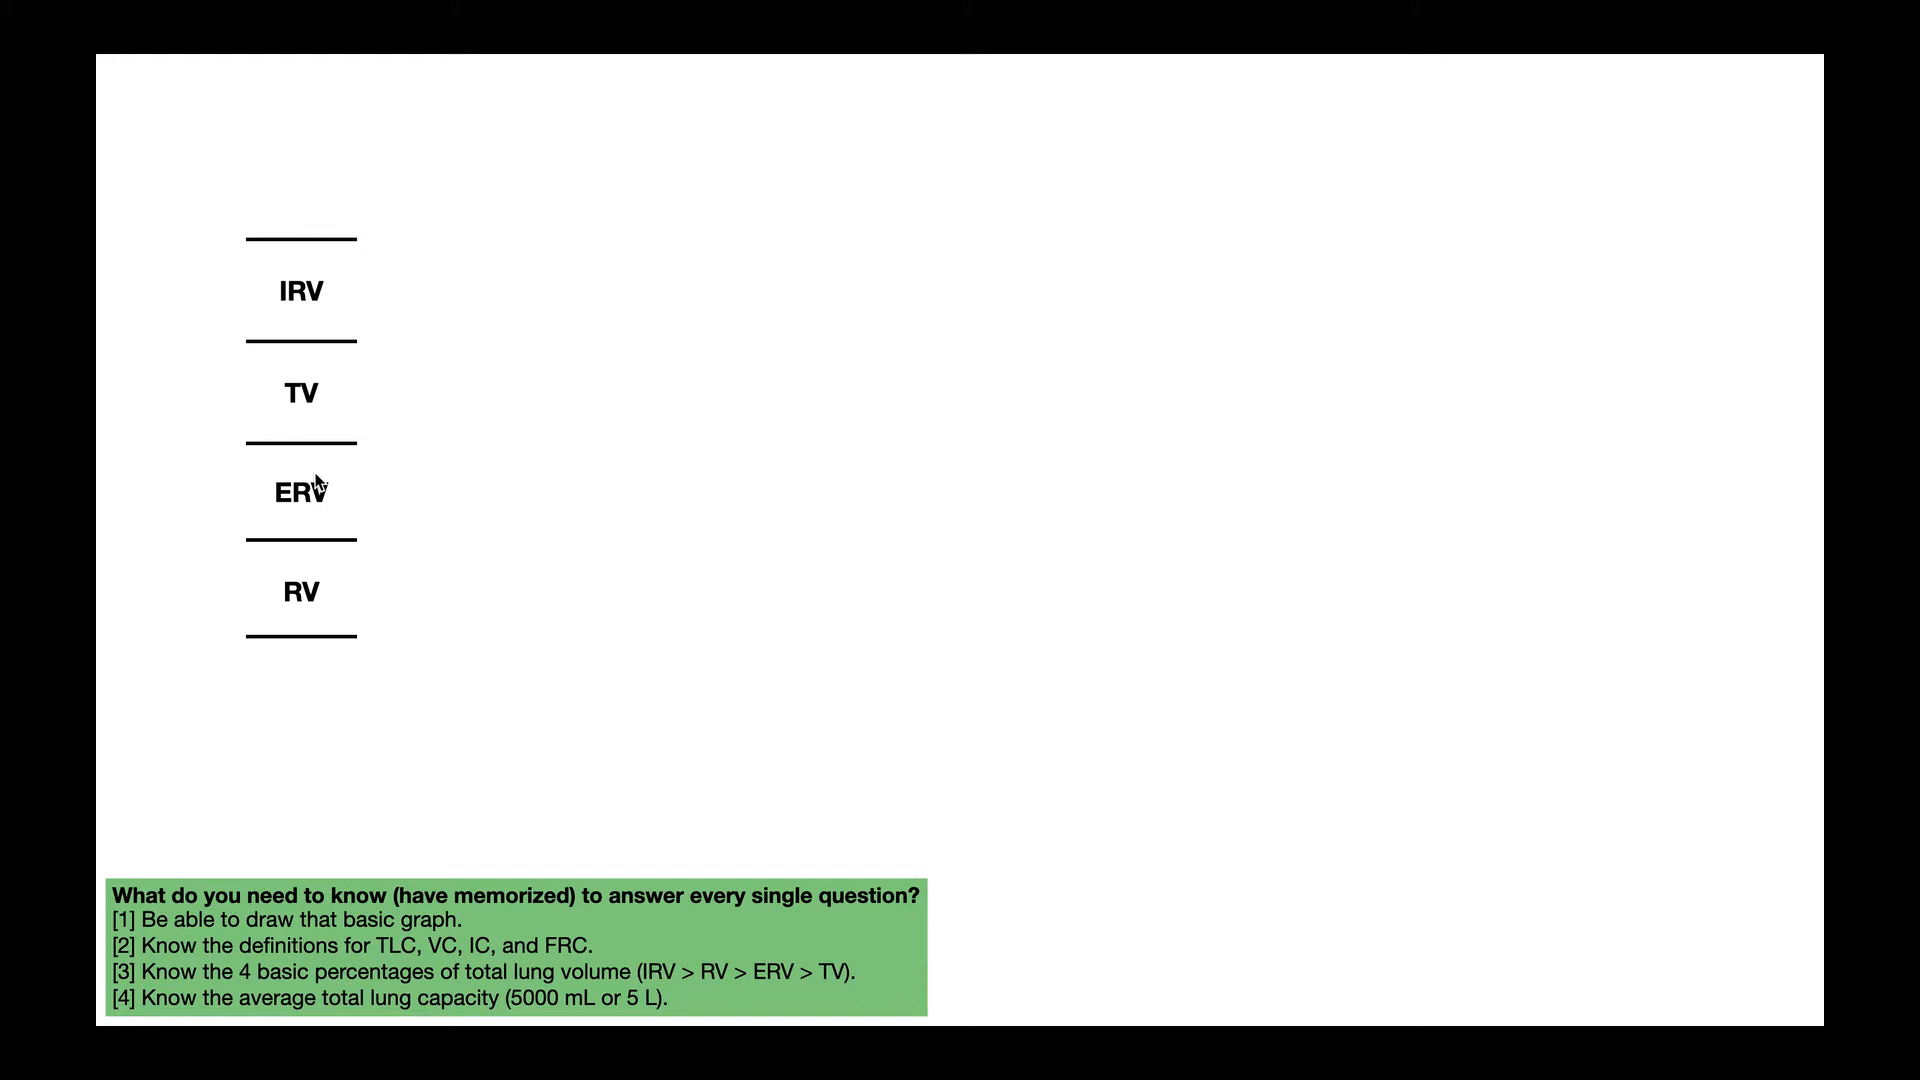 IRV
TV
ERV
RV
What do you need to know (have memorized) to answer every single question?
[1] Be able to draw that basic graph.
[2] Know the definitions for TLC, VC, IC, and FRC.
[3] Know the 4 basic percentages of total lung volume (IRV > RV > ERV > TV).
[4] Know the average total lung capacity (5000 mL or 5 L).